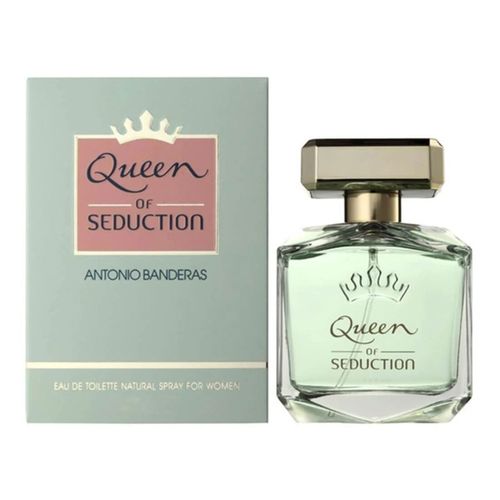 Queen
OF
SEDUCTION
ANTONIO BANDERAS
EAU DE TOILETTE NATURAL SPRAY FOR WOMEN
Queen
OF
SEDUCTION